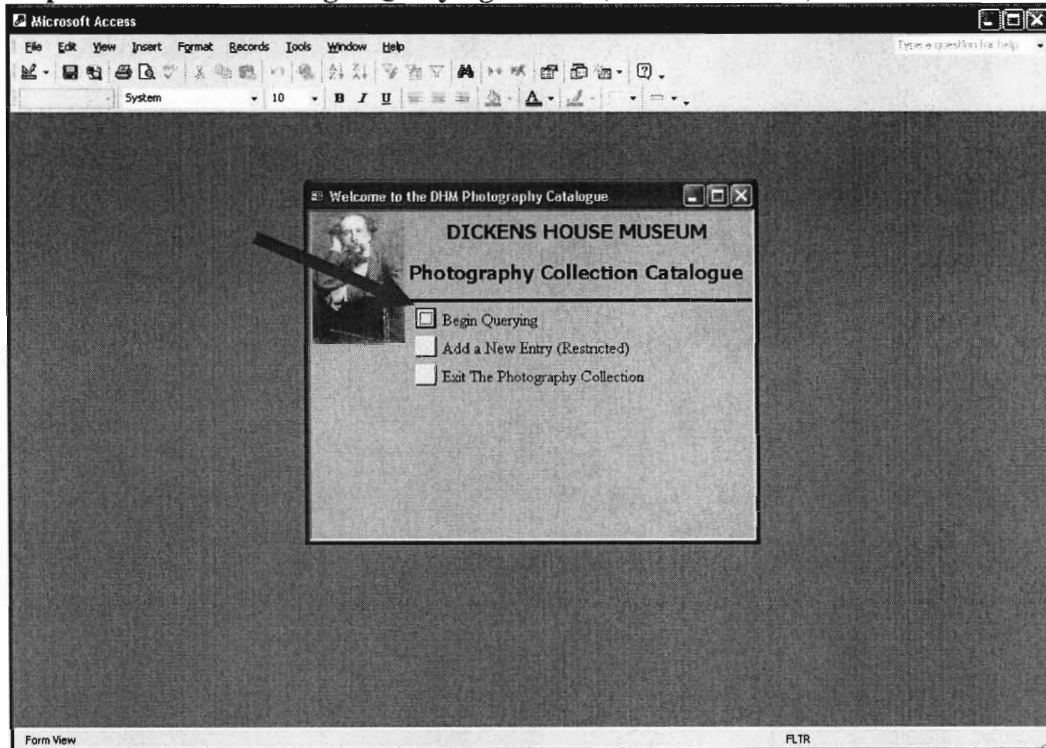 Microsoft Access
File Edit View Insert Format Records Tools Window Help
Type a question for help
System 10 B I U A
Welcome to the DHM Photography Catalogue
DICKENS HOUSE MUSEUM
Photography Collection Catalogue
Begin Querying
Add a New Entry (Restricted)
Exit The Photography Collection
Form View FLTR